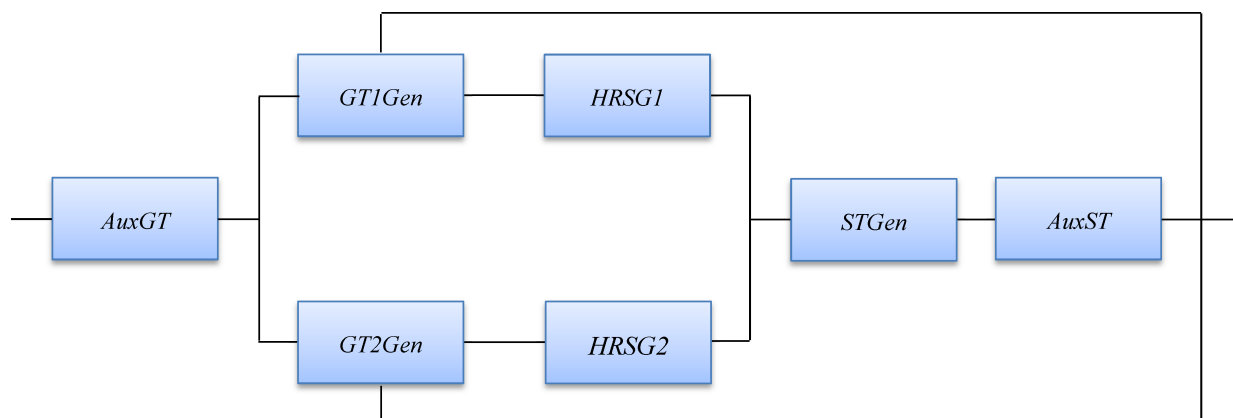 GT1Gen
HRSG1
AuxGT
STGen
AuxST
GT2Gen
HRSG2